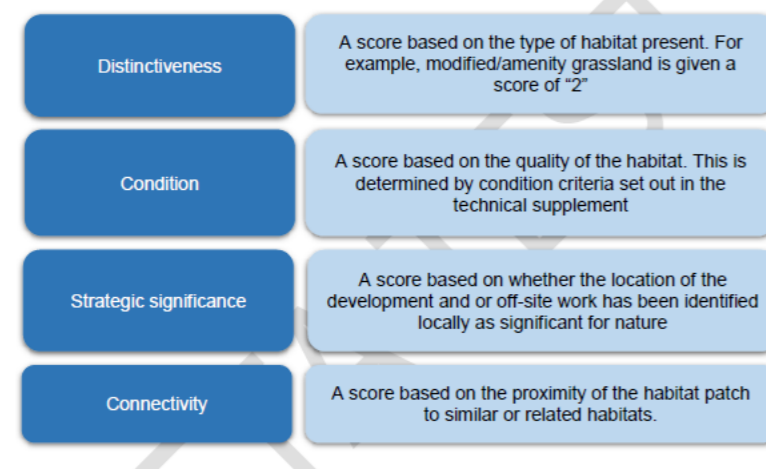 Distinctiveness
A score based on the type of habitat present. For
example, modified/amenity grassland is given a
score of “2”
Condition
A score based on the quality of the habitat. This is
determined by condition criteria set out in the
technical supplement
Strategic significance
A score based on whether the location of the
development and or off-site work has been identified
locally as significant for nature
Connectivity
A score based on the proximity of the habitat patch
to similar or related habitats.